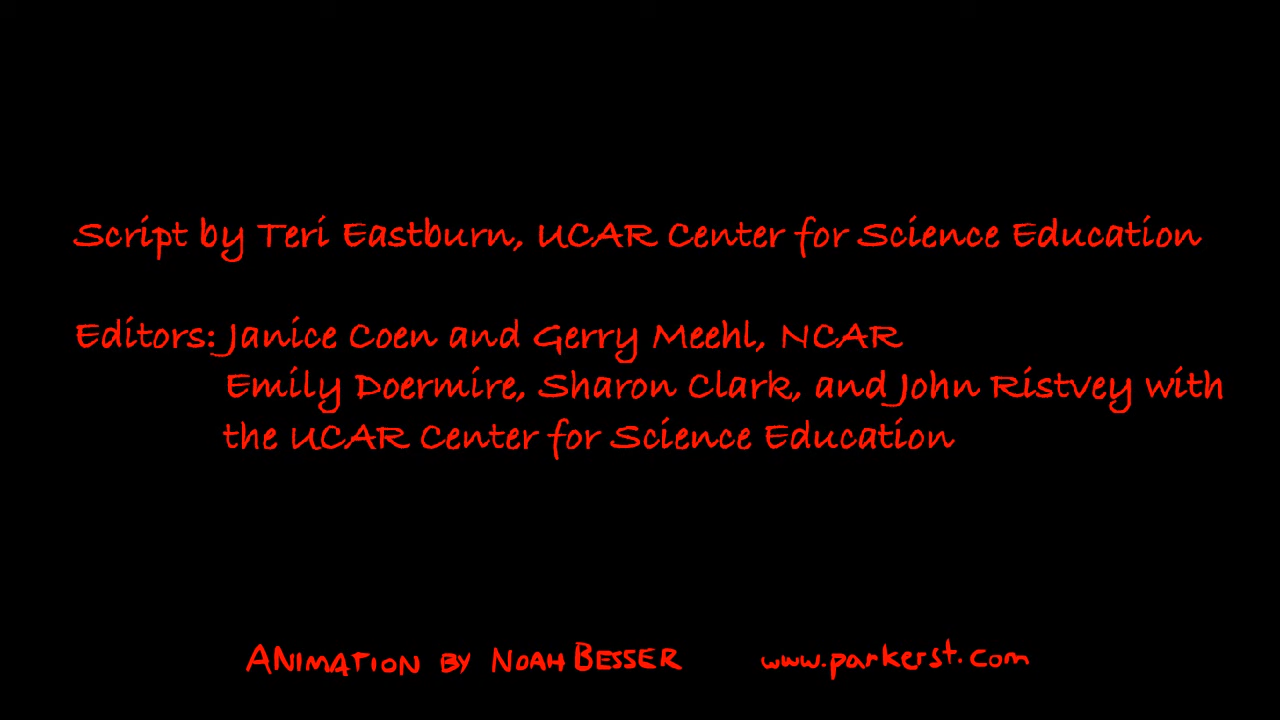 Script by Teri Eastburn, UCAR Center for Science Education
Editors: Janice Coen and Gerry Meehl, NCAR
Emily Doermire, Sharon Clark, and John Ristvey with
the UCAR Center for Science Education
ANIMATION BY NOAH BESSER www.parkerst.com